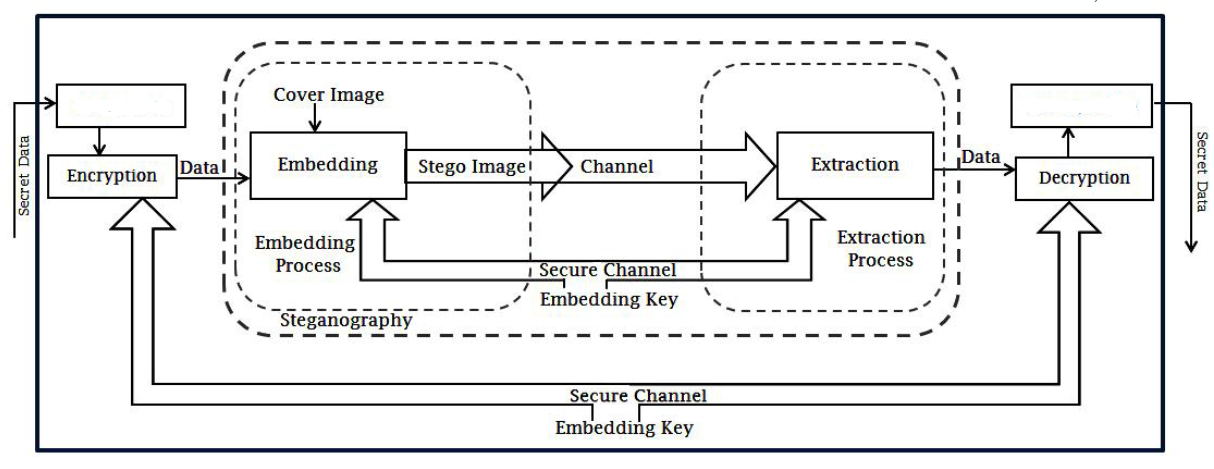 Cover Image
Secret Data
Encryption
Data
Embedding
Stego Image
Channel
Extraction
Data
Decryption
Secret Data
Embedding
Process
Extraction
Process
Secure Channel
Embedding Key
Steganography
Secure Channel
Embedding Key